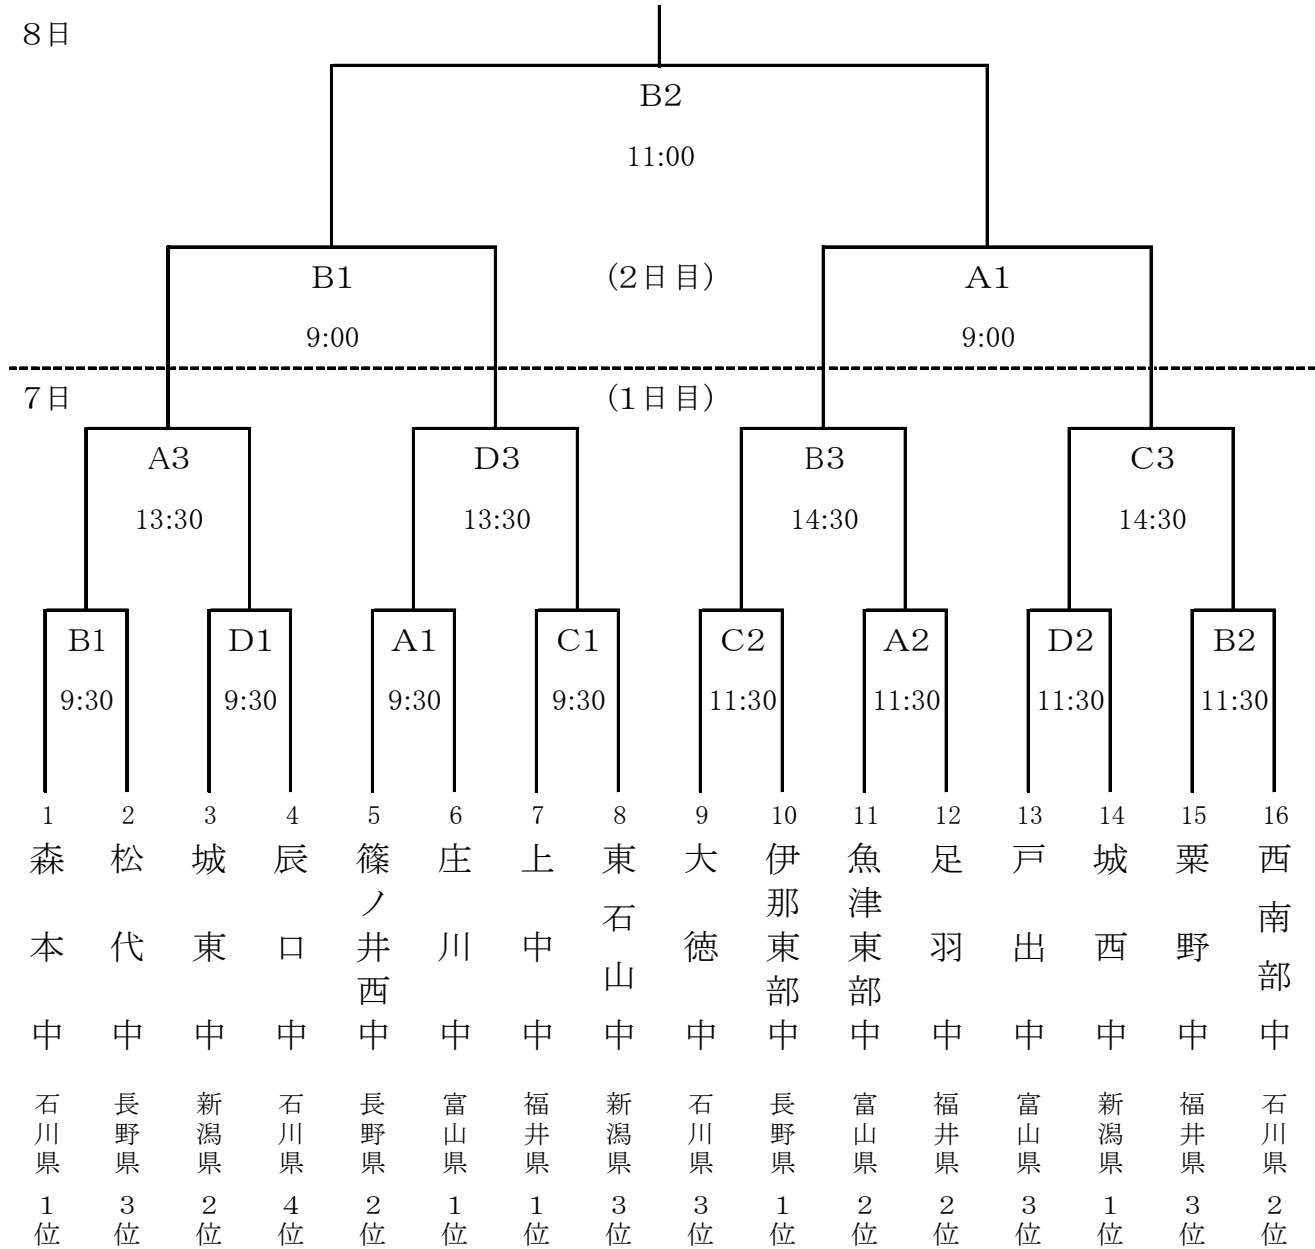 8日
B2
11:00
B1
(2日目)
A1
9:00
9:00
7日
(1日目)
A3
D3
B3
C3
13:30
13:30
14:30
14:30
B1
D1
A1
C1
C2
A2
D2
B2
9:30
9:30
9:30
9:30
11:30
11:30
11:30
11:30
1
森本中
石川県
1位
2
松代中
長野県
3位
3
城東中
新潟県
2位
4
辰口中
石川県
4位
5
篠ノ井西中
長野県
2位
6
庄川中
富山県
1位
7
上中中
福井県
1位
8
東石山中
新潟県
3位
9
大徳中
石川県
3位
10
伊那東部中
長野県
1位
11
魚津東部中
富山県
2位
12
足羽中
福井県
2位
13
戸出中
富山県
3位
14
城西中
新潟県
1位
15
粟野中
福井県
3位
16
西南部中
石川県
2位